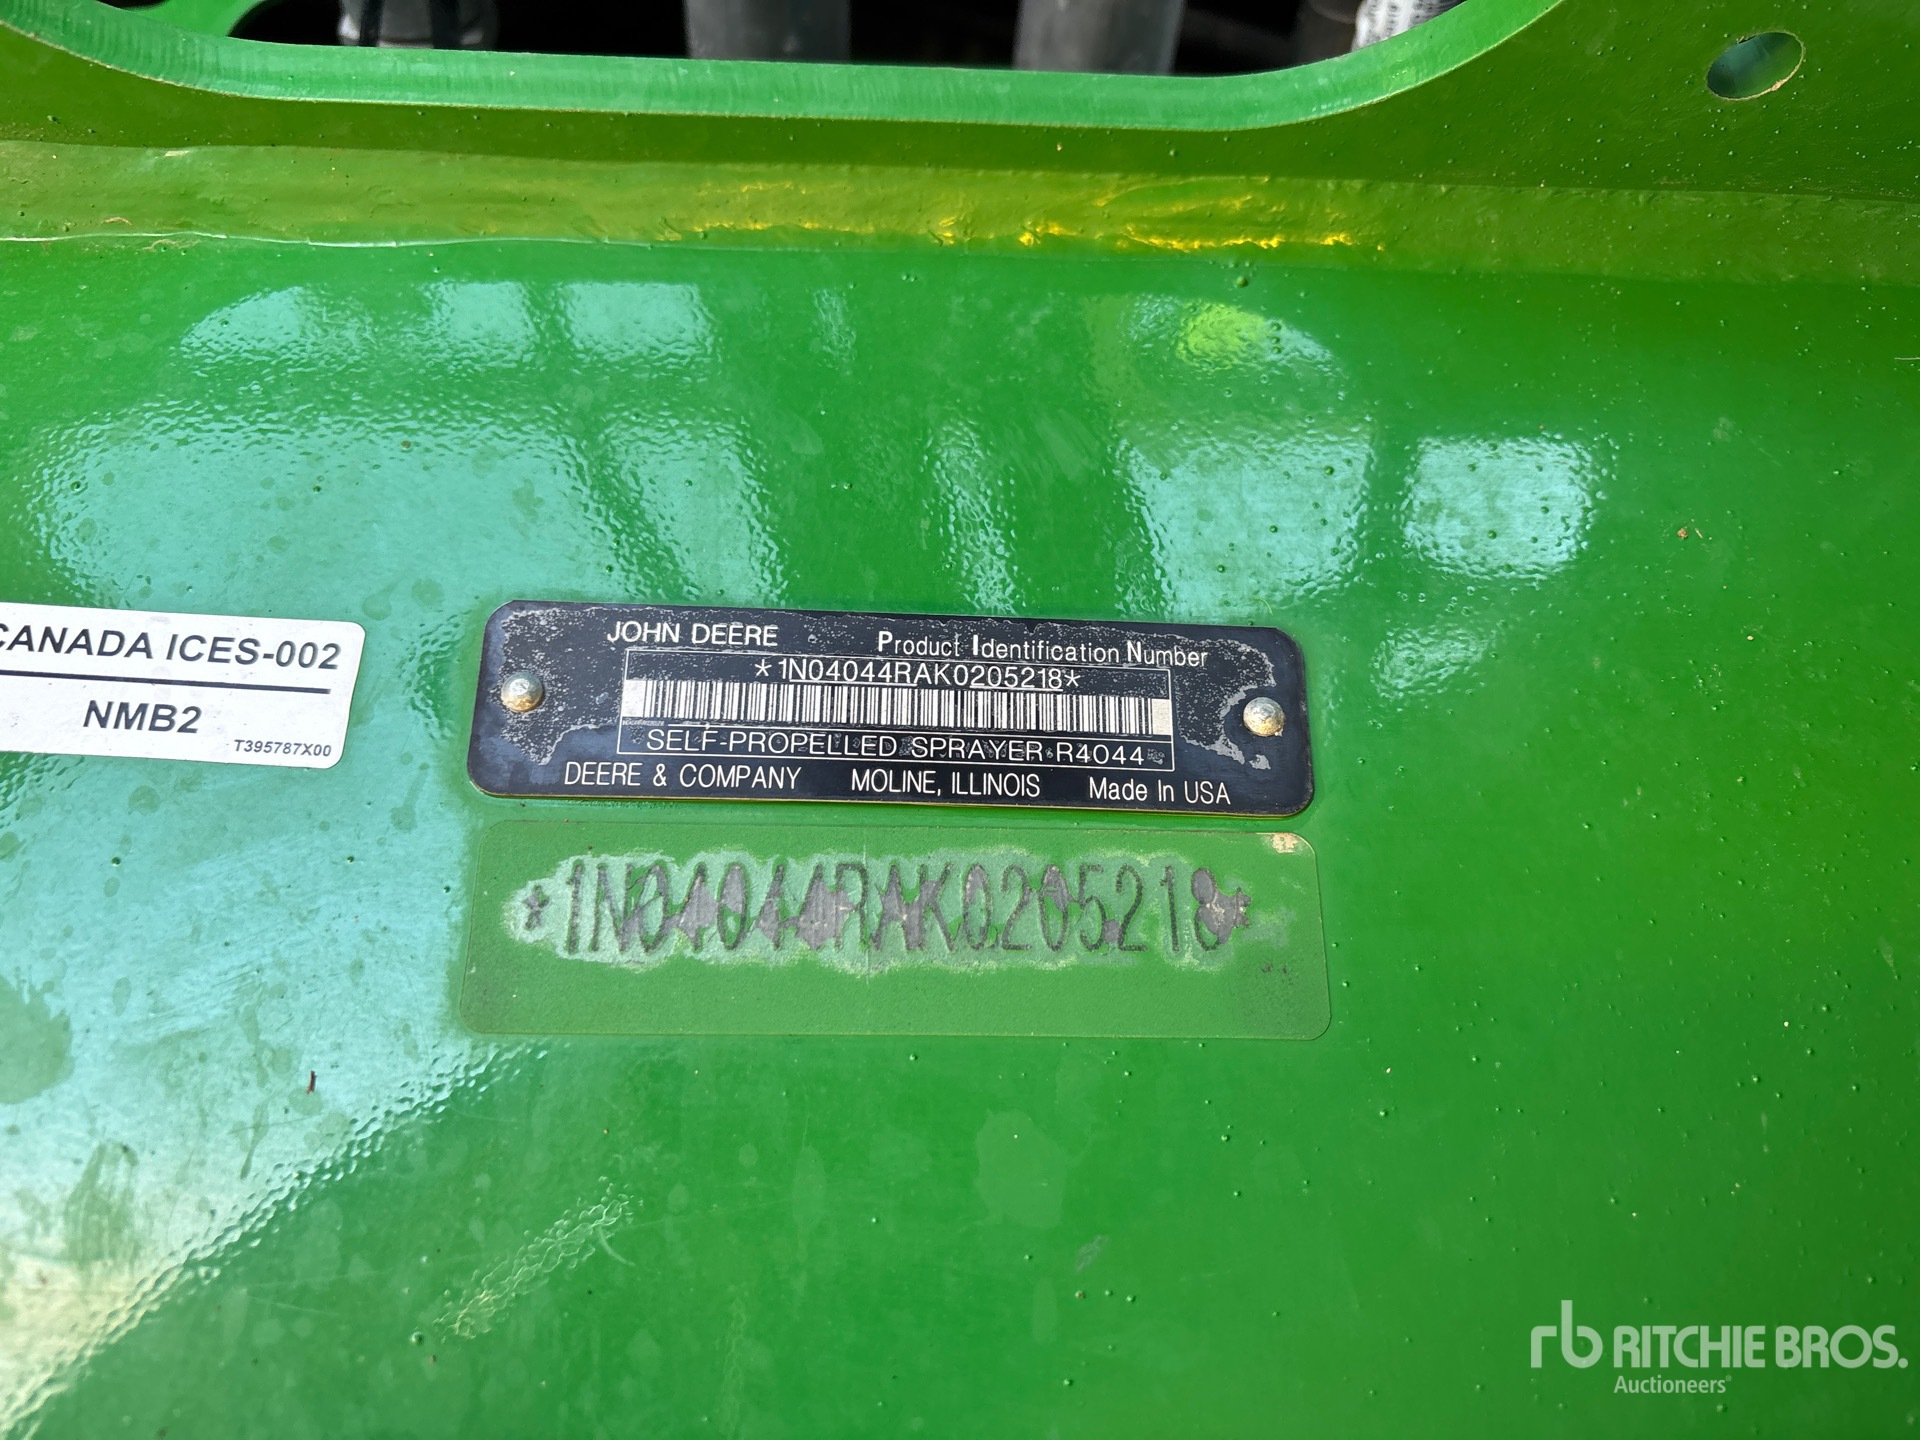 CANADA ICES-002
NMB2
T395787X00
JOHN DEERE Product Identification Number
*1N04044RAK0205218*
SELF-PROPELLED SPRAYER R4044
DEERE & COMPANY MOLINE, ILLINOIS Made In USA
*1N04044RAK0205218*
rb RITCHIE BROS.
Auctioneers